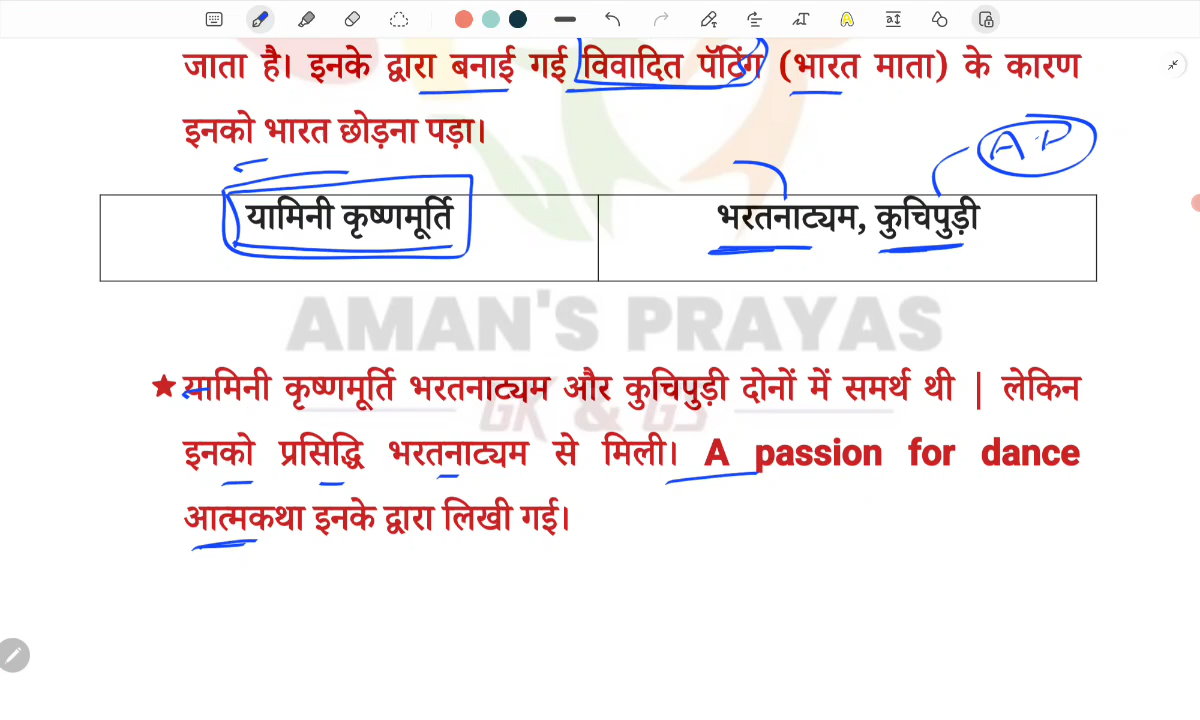 जाता है। इनके द्वारा बनाई गई विवादित पॅटिंग (भारत माता) के कारण
इनको भारत छोड़ना पड़ा।
A.P
यामिनी कृष्णमूर्ति भरतनाट्यम, कुचिपुड़ी
AMAN'S PRAYAS
GK & GS
★ यामिनी कृष्णमूर्ति भरतनाट्यम और कुचिपुड़ी दोनों में समर्थ थी | लेकिन
इनको प्रसिद्धि भरतनाट्यम से मिली। A passion for dance
आत्मकथा इनके द्वारा लिखी गई।